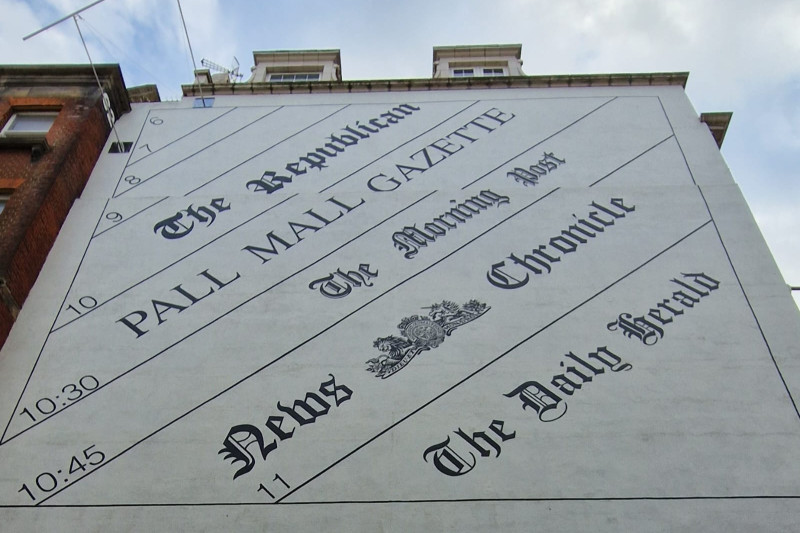 6
7
8
9
The Republican
10
PALL MALL GAZETTE
10:30
The Morning Post
10:45
News Chronicle
11
The Daily Herald